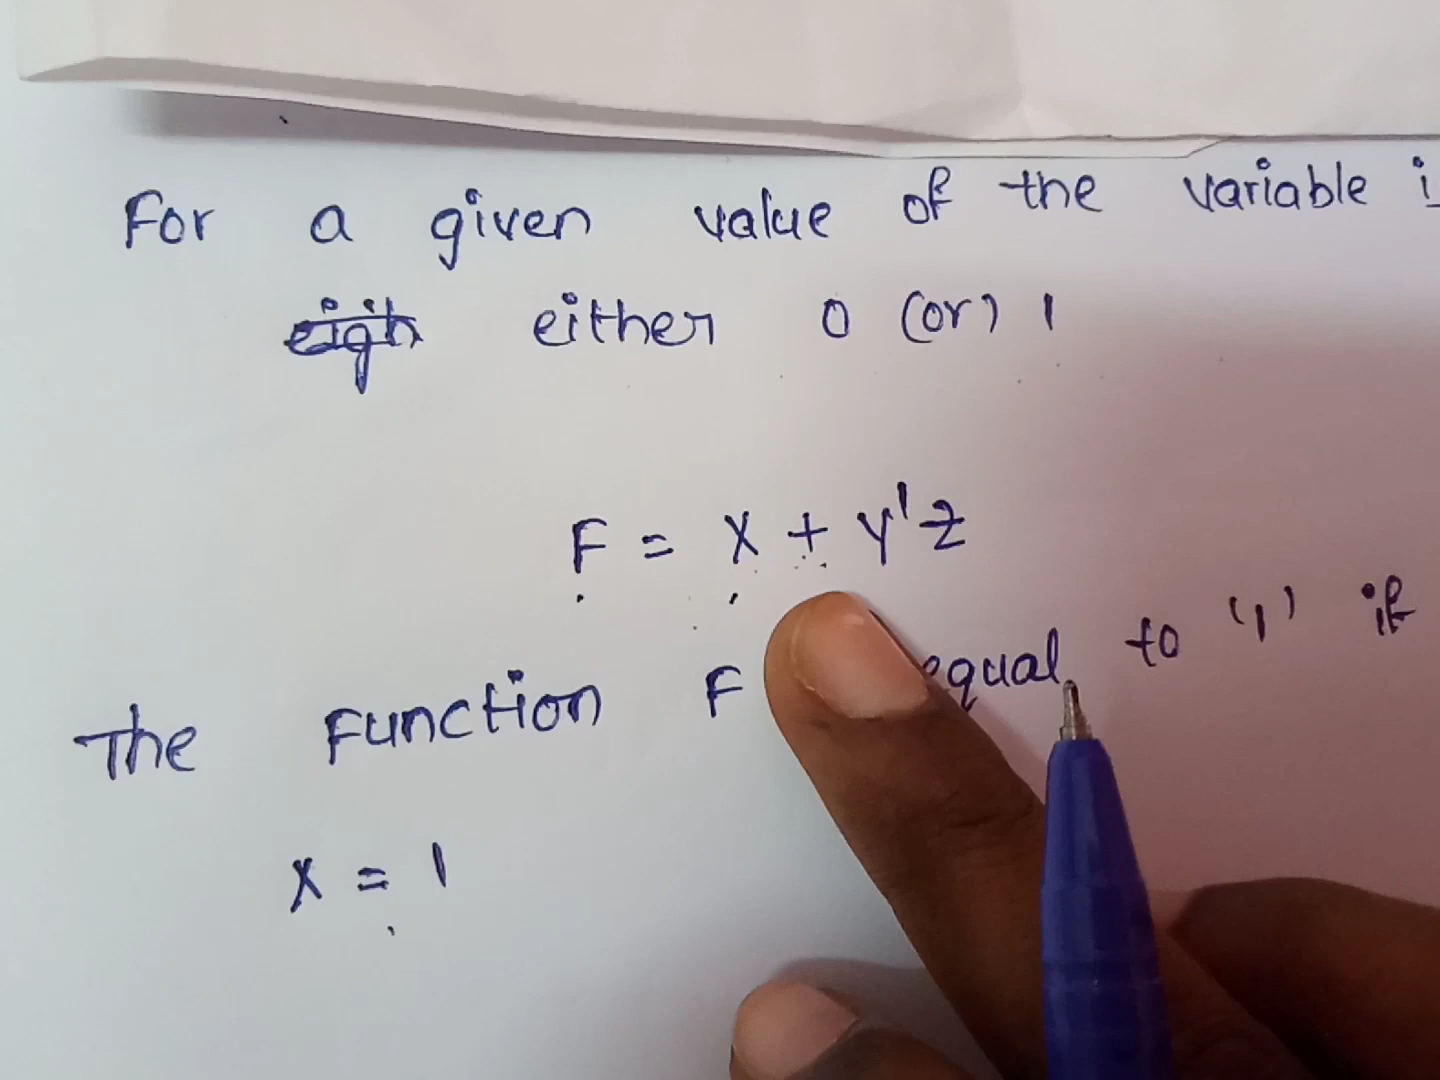 For a given value of the variable i
eigh either 0 (or) 1
F = X + Y'Z
The Function F equal to '1' if
X = 1